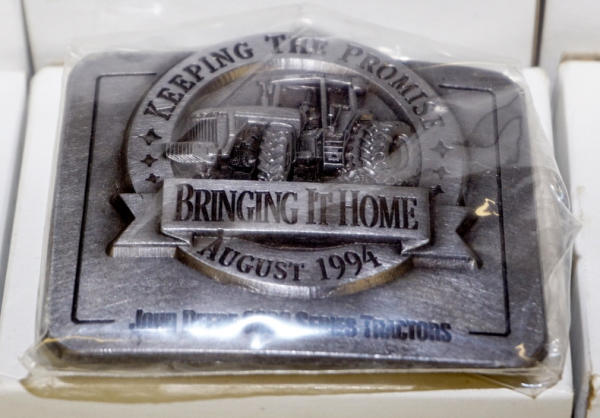 KEEPING THE PROMISE
BRINGING IT HOME
AUGUST 1994
JOHN DEERE SERIES TRACTORS